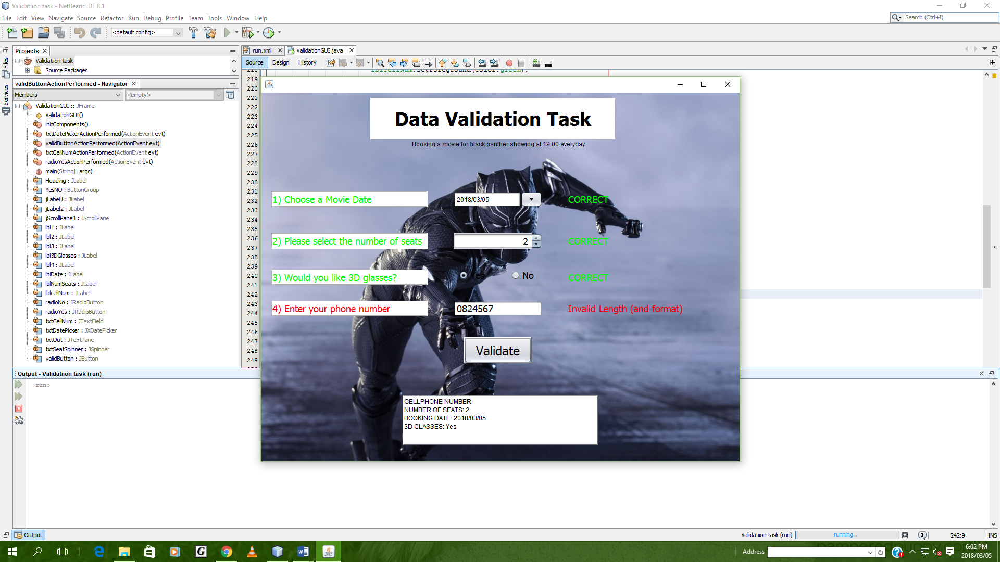 Validatiion task - NetBeans IDE 8.1
File Edit View Navigate Source Refactor Run Debug Profile Team Tools Window Help
Search (Ctrl+I)
<default config>
Projects
run.xml
ValidationGUI.java
Files
Services
Validatiion task
Source Packages
Source Design History
validButtonActionPerformed - Navigator
Members
<empty>
ValidationGUI :: JFrame
ValidationGUI()
initComponents()
txtDatePickerActionPerformed(ActionEvent evt)
validButtonActionPerformed(ActionEvent evt)
txtCellNumActionPerformed(ActionEvent evt)
radioYesActionPerformed(ActionEvent evt)
main(String[] args)
Heading : JLabel
YesNO : ButtonGroup
jLabel1 : JLabel
jLabel2 : JLabel
jScrollPane1 : JScrollPane
lbl1 : JLabel
lbl2 : JLabel
lbl3 : JLabel
lbl3DGlasses : JLabel
lbl4 : JLabel
lblDate : JLabel
lblNumSeats : JLabel
lblcellNum : JLabel
radioNo : JRadioButton
radioYes : JRadioButton
txtCellNum : JTextField
txtDatePicker : JXDatePicker
txtOut : JTextPane
txtSeatSpinner : JSpinner
validButton : JButton
lblcellNum.setForeground(Color.green);
219
220
221
222
223
224
225
226
227
228
229
230
231
232
233
234
235
236
237
238
239
240
241
242
243
244
245
246
247
248
249
Data Validation Task
Booking a movie for black panther showing at 19:00 everyday
1) Choose a Movie Date
2018/03/05
CORRECT
2) Please select the number of seats
2
CORRECT
3) Would you like 3D glasses?
Yes
No
CORRECT
4) Enter your phone number
0824567
Invalid Length (and format)
Validate
CELLPHONE NUMBER:
NUMBER OF SEATS: 2
BOOKING DATE: 2018/03/05
3D GLASSES: Yes
Output - Validatiion task (run)
run:
Output
Validatiion task (run)
running...
1
242:9
INS
Address
6:02 PM
2018/03/05